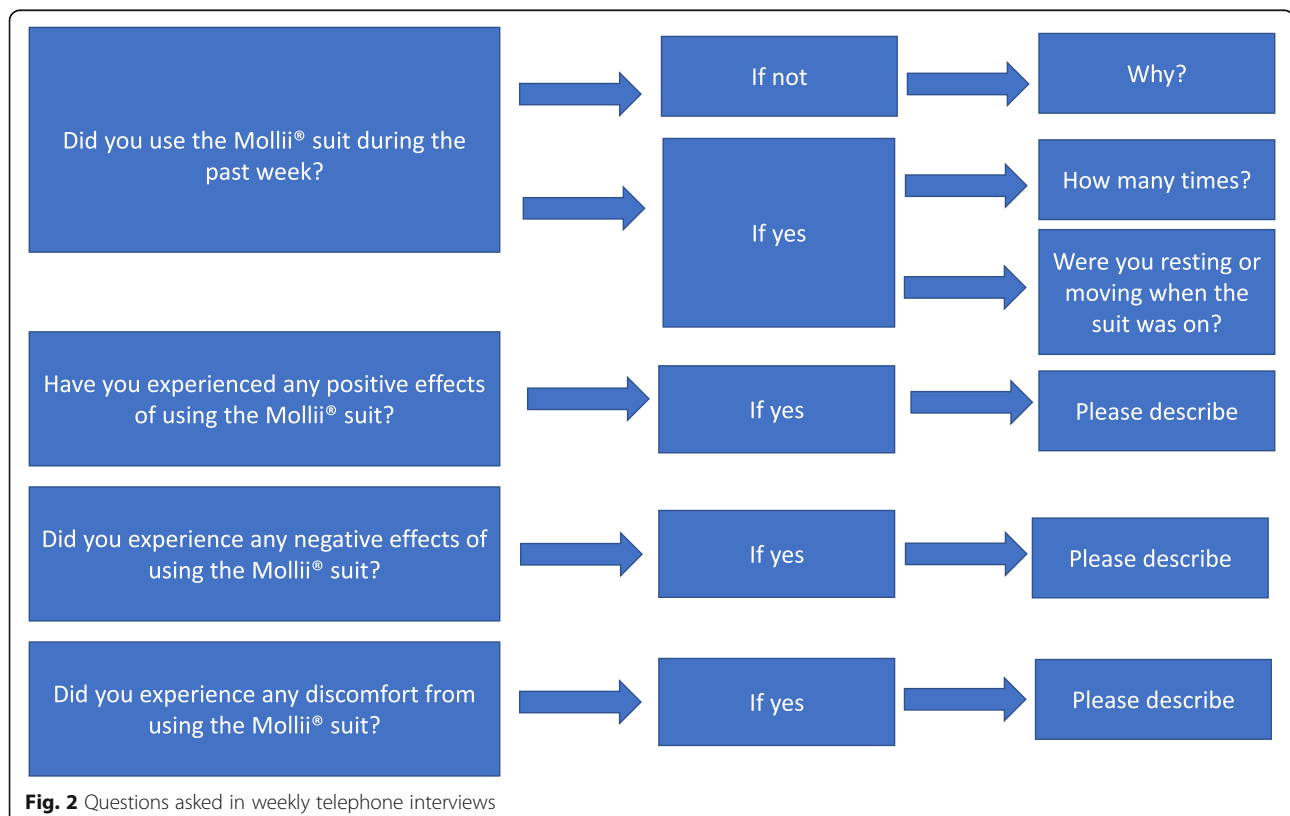 Did you use the Mollii® suit during the
past week?
If not
Why?
If yes
How many times?
Were you resting or
moving when the
suit was on?
Have you experienced any positive effects
of using the Mollii® suit?
If yes
Please describe
Did you experience any negative effects of
using the Mollii® suit?
If yes
Please describe
Did you experience any discomfort from
using the Mollii® suit?
If yes
Please describe
Fig. 2 Questions asked in weekly telephone interviews